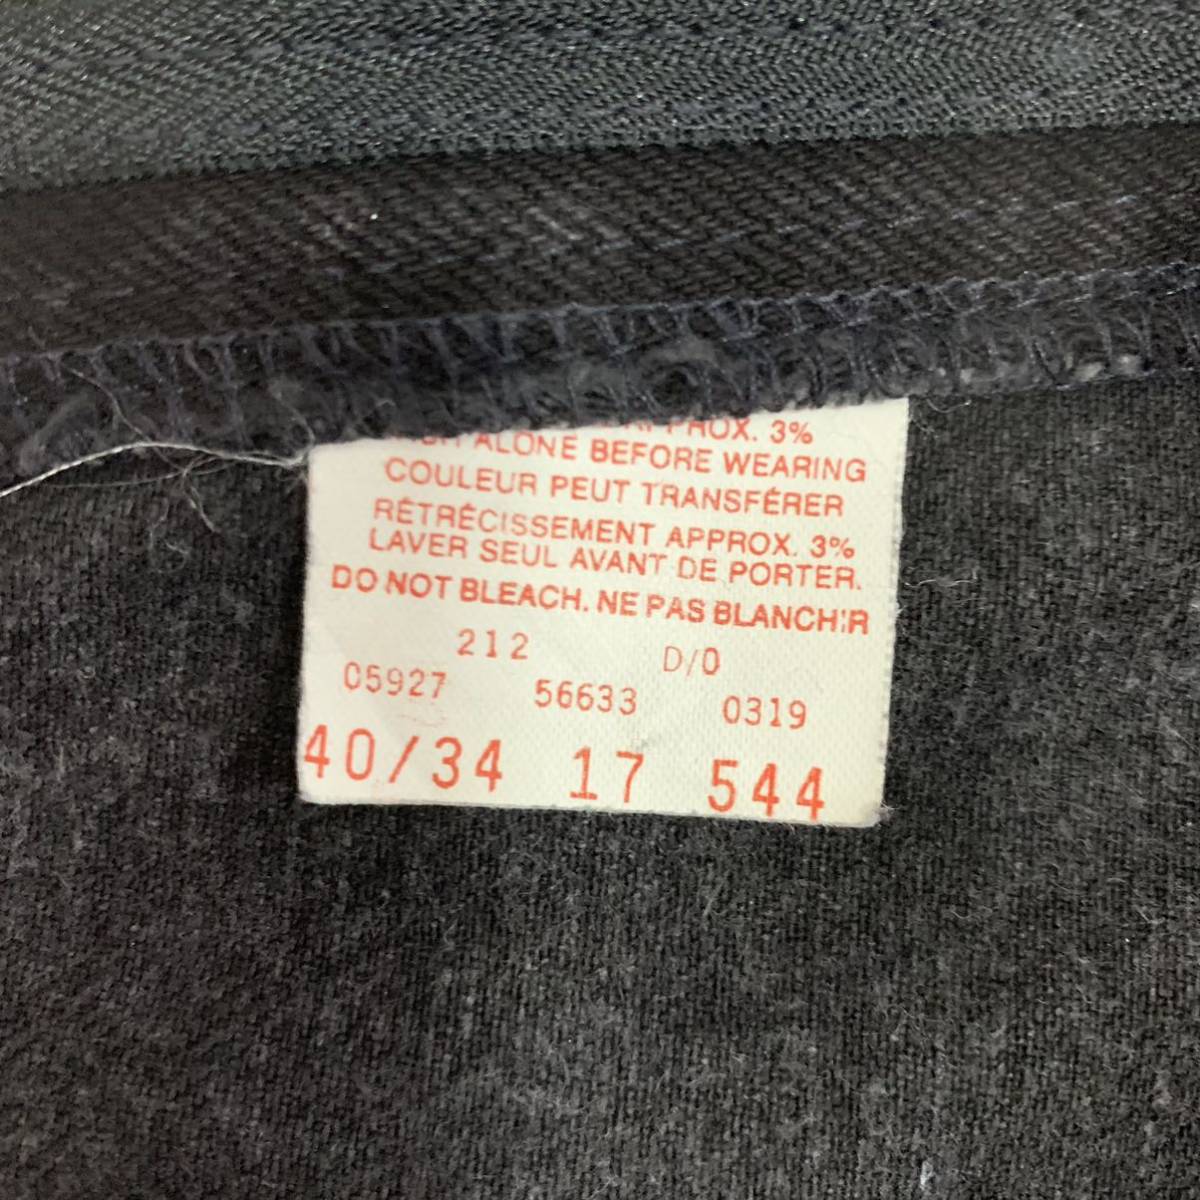 APPROX. 3%
ALONE BEFORE WEARING
COULEUR PEUT TRANSFÉRER
RÉTRÉCISSEMENT APPROX. 3%
LAVER SEUL AVANT DE PORTER.
DO NOT BLEACH. NE PAS BLANCHIR
212 D/0
05927 56633 0319
40/34 17 544